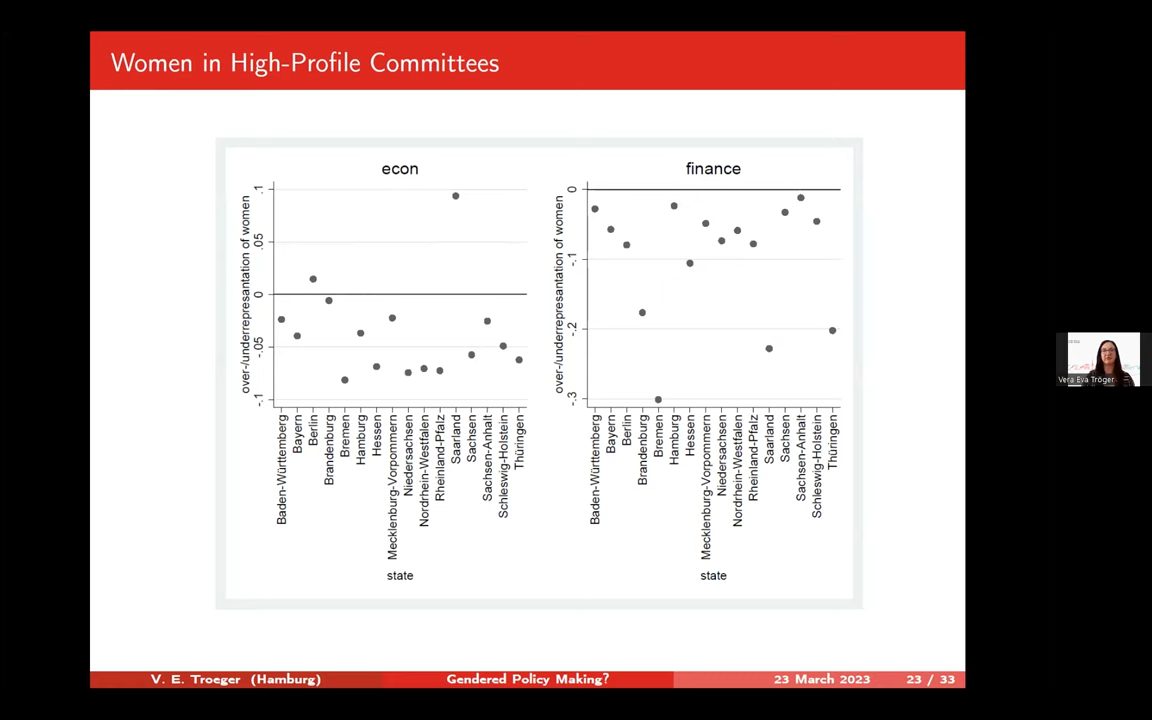 Women in High-Profile Committees
econ
over-/underrepresantation of women
.1
.05
0
-.05
-.1
Baden-Württemberg
Bayern
Berlin
Brandenburg
Bremen
Hamburg
Hessen
Mecklenburg-Vorpommern
Niedersachsen
Nordrhein-Westfalen
Rheinland-Pfalz
Saarland
Sachsen
Sachsen-Anhalt
Schleswig-Holstein
Thüringen
state
finance
over-/underrepresantation of women
0
-.1
-.2
-.3
Baden-Württemberg
Bayern
Berlin
Brandenburg
Bremen
Hamburg
Hessen
Mecklenburg-Vorpommern
Niedersachsen
Nordrhein-Westfalen
Rheinland-Pfalz
Saarland
Sachsen
Sachsen-Anhalt
Schleswig-Holstein
Thüringen
state
Vera Eva Tröger
V. E. Troeger (Hamburg) Gendered Policy Making? 23 March 2023 23 / 33